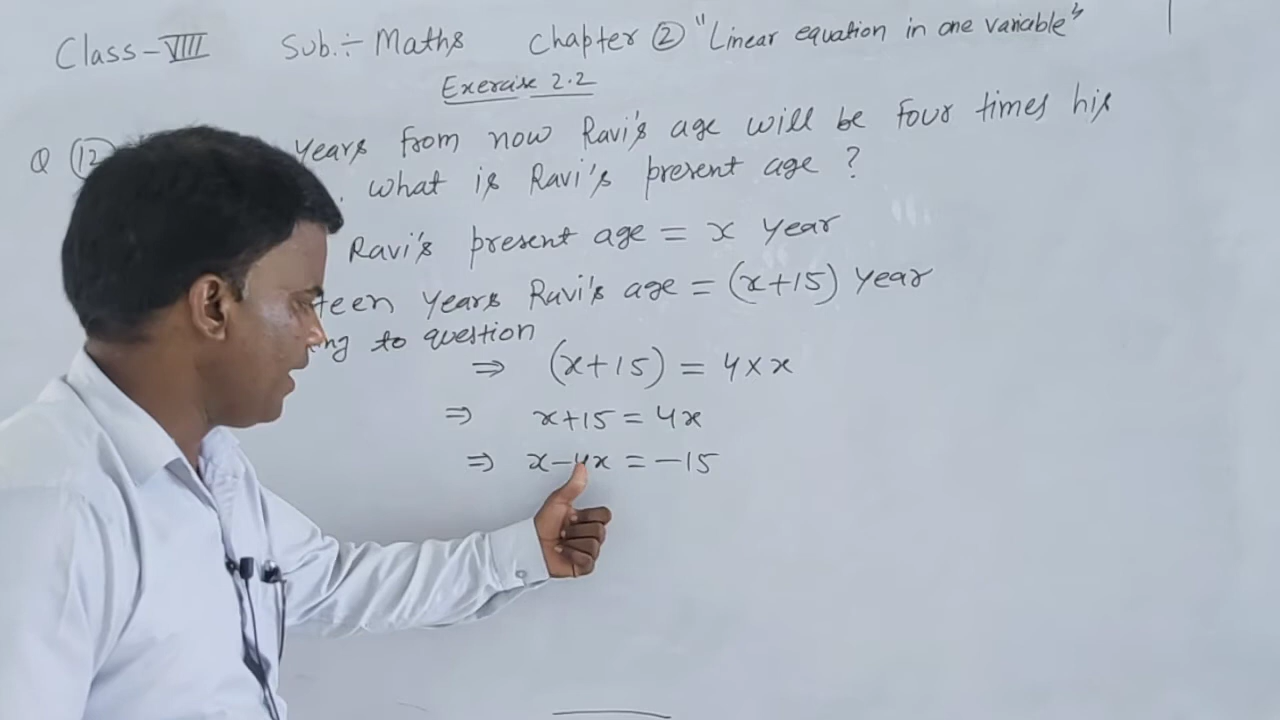 Class-VIII Sub.:- Maths Chapter ② "Linear equation in one variable"
Exercise 2.2
Q ⑫ years from now Ravi's age will be four times his
. What is Ravi's present age ?
Ravi's present age = x year
teen years Ravi's age = (x+15) year
ing to question
⇒ (x+15) = 4×x
⇒ x+15 = 4x
⇒ x-4x = -15